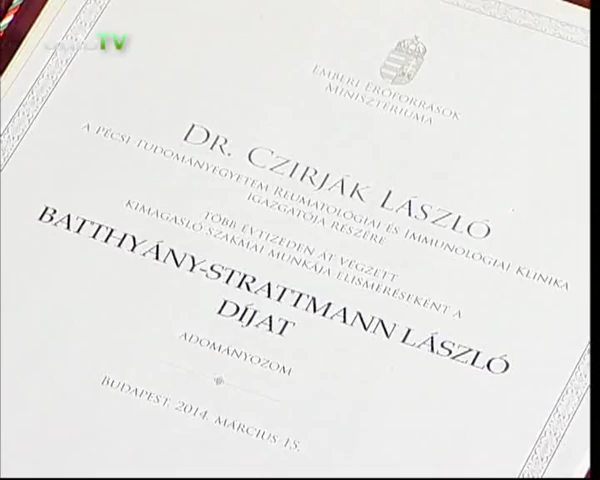 TV
EMBERI ERŐFORRÁSOK
MINISZTÉRIUMA
DR. CZIRJÁK LÁSZLÓ
A PÉCSI TUDOMÁNYEGYETEM REUMATOLÓGIAI ÉS IMMUNOLÓGIAI KLINIKA
IGAZGATÓJA RÉSZÉRE
TÖBB ÉVTIZEDEN ÁT VÉGZETT
KIMAGASLÓ SZAKMAI MUNKÁJA ELISMERÉSEKÉNT A
BATTHYÁNY-STRATTMANN LÁSZLÓ
DÍJAT
ADOMÁNYOZOM
BUDAPEST, 2014. MÁRCIUS 15.